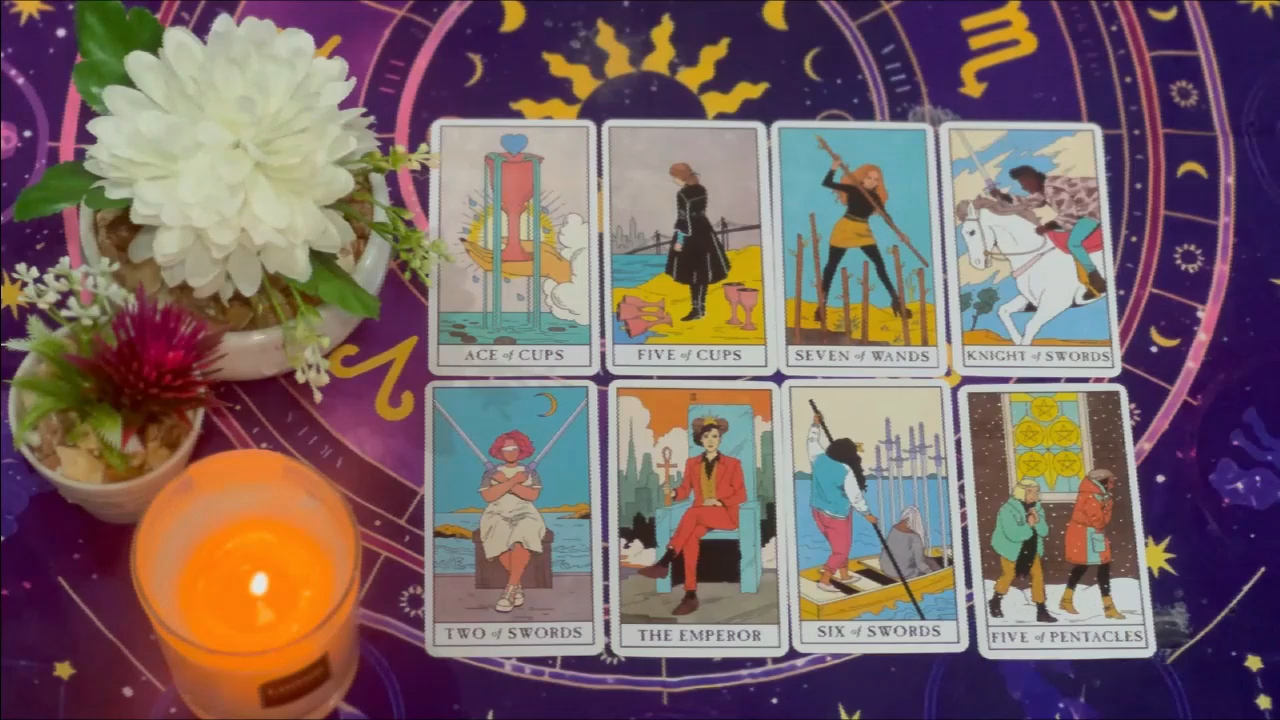 ACE of CUPS
FIVE of CUPS
SEVEN of WANDS
KNIGHT of SWORDS
TWO of SWORDS
THE EMPEROR
SIX of SWORDS
FIVE of PENTACLES